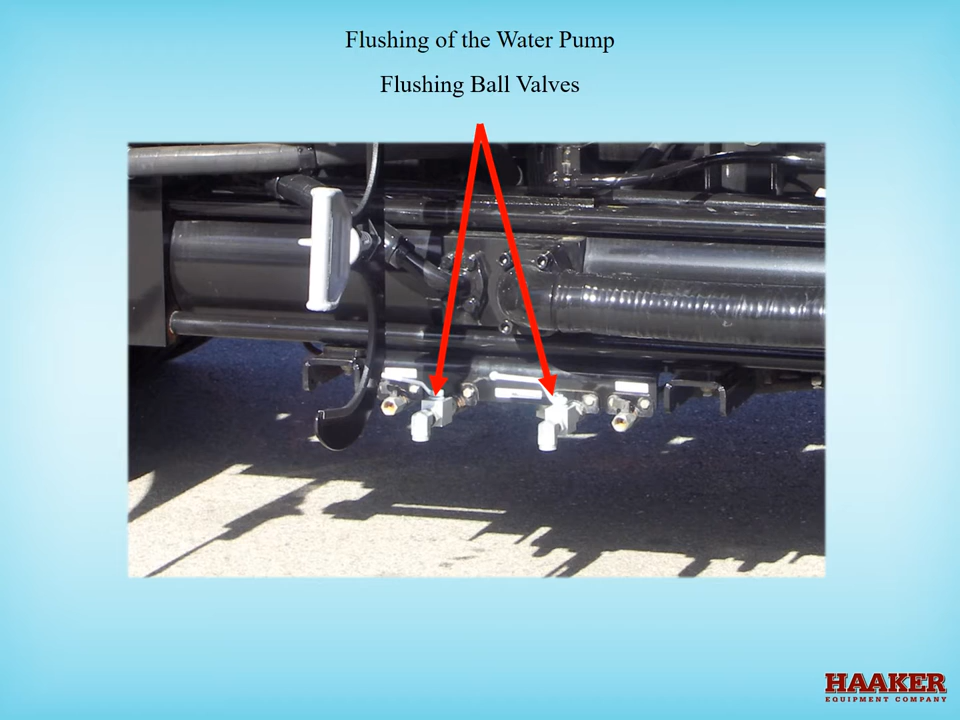 Flushing of the Water Pump
Flushing Ball Valves
HAAKER
EQUIPMENT COMPANY